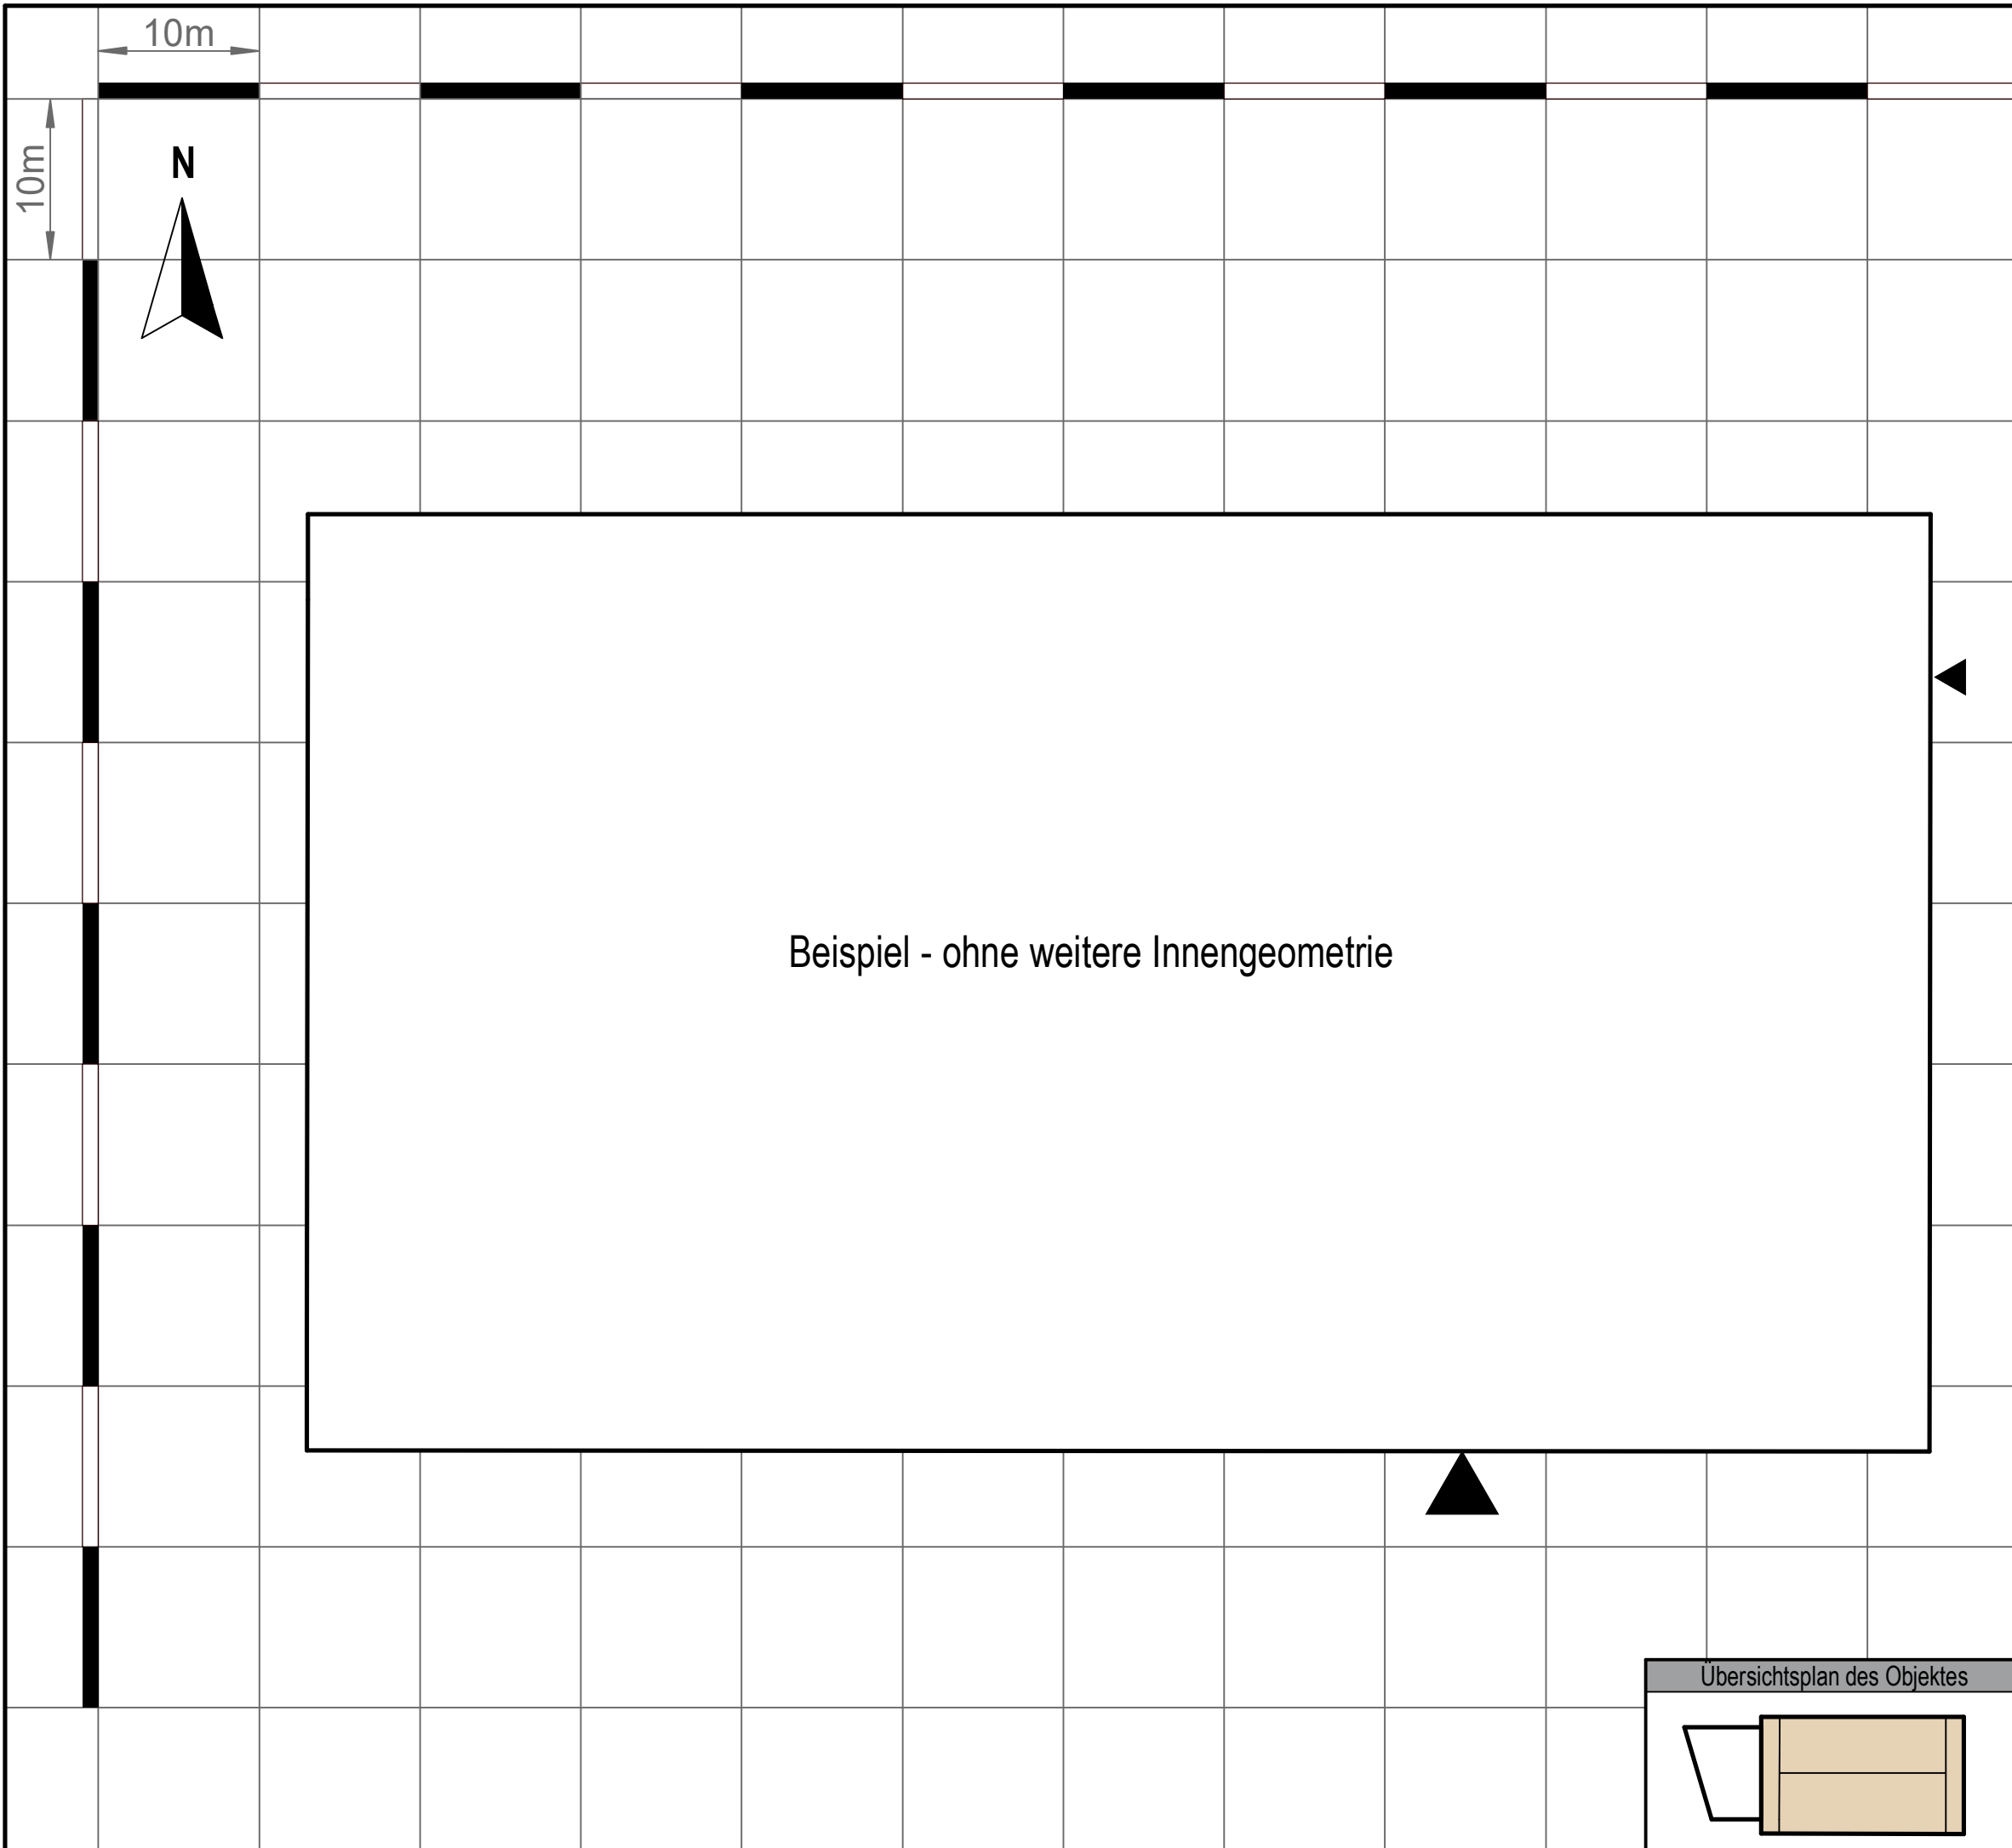 10m
10m
N
Beispiel - ohne weitere Innengeometrie
Übersichtsplan des Objektes